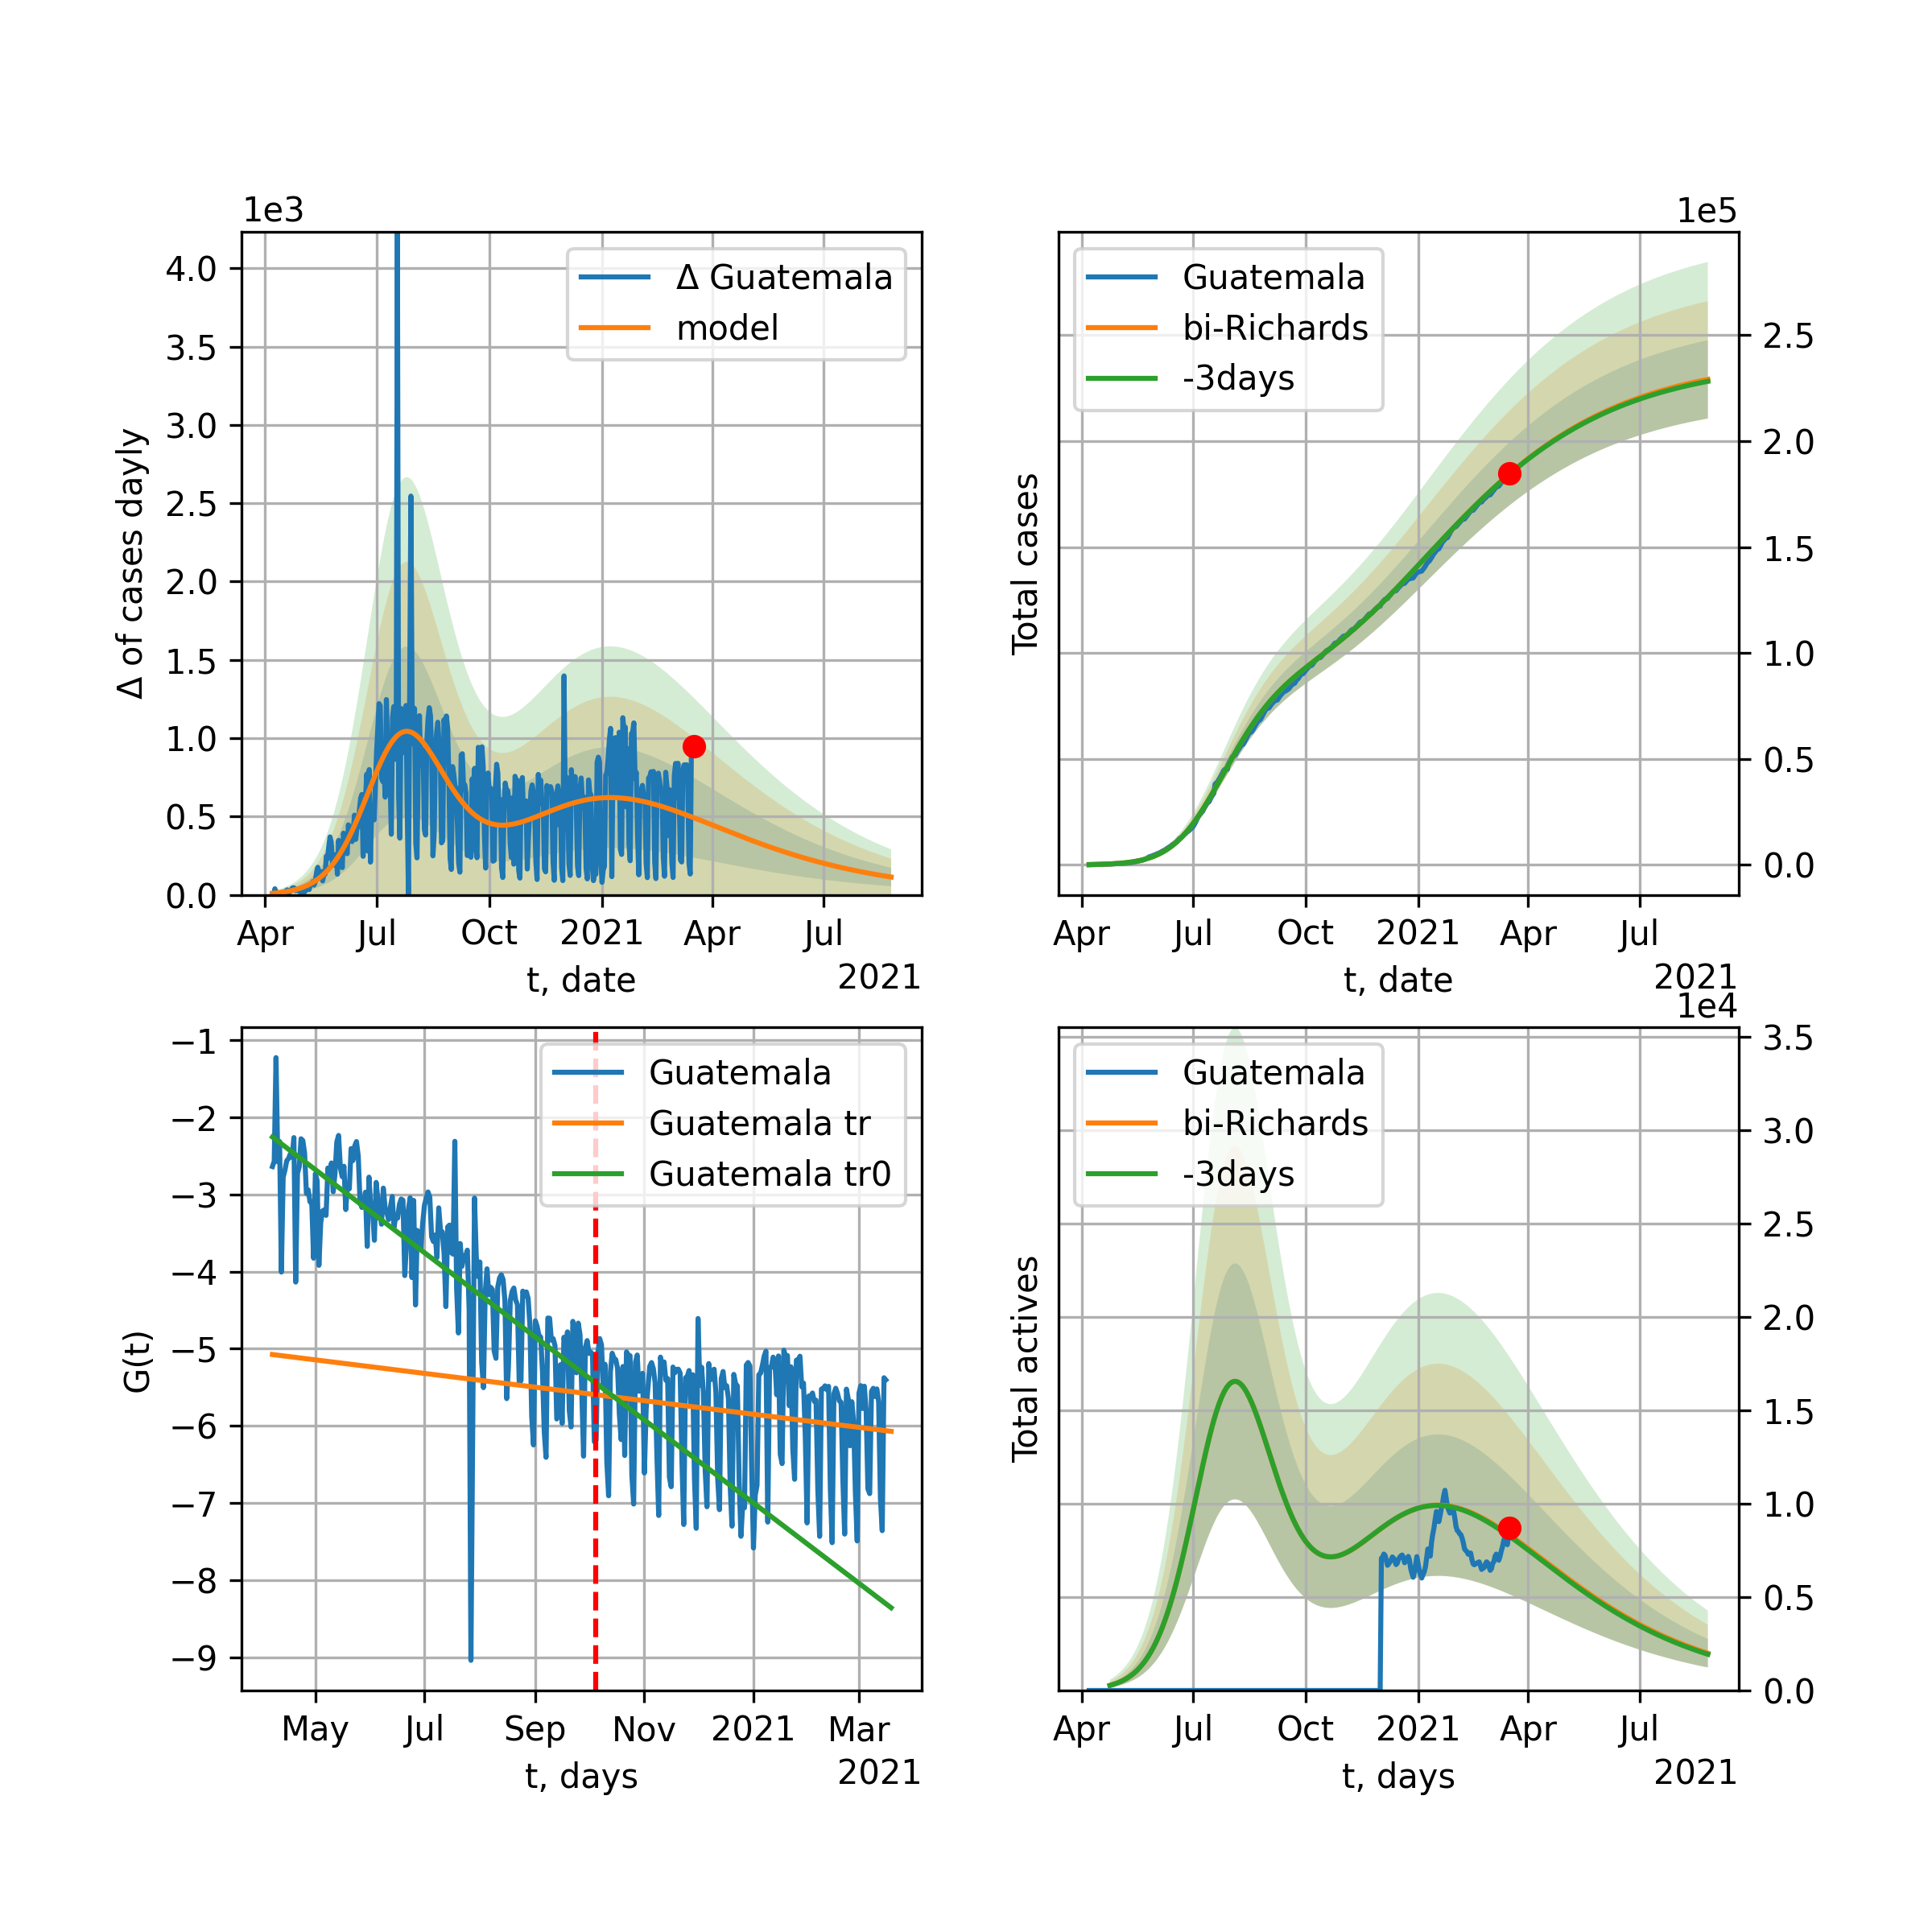 1e3
4.0
3.5
3.0
2.5
2.0
1.5
1.0
0.5
0.0
Δ of cases dayly
Δ Guatemala
model
Apr Jul Oct 2021 Apr Jul
t, date
2021
1e5
Guatemala
bi-Richards
-3days
Total cases
2.5
2.0
1.5
1.0
0.5
0.0
Apr Jul Oct 2021 Apr Jul
t, date
2021
−1
−2
−3
−4
−5
−6
−7
−8
−9
G(t)
Guatemala
Guatemala tr
Guatemala tr0
May Jul Sep Nov 2021 Mar
t, days
2021
1e4
Guatemala
bi-Richards
-3days
Total actives
3.5
3.0
2.5
2.0
1.5
1.0
0.5
0.0
Apr Jul Oct 2021 Apr Jul
t, days
2021